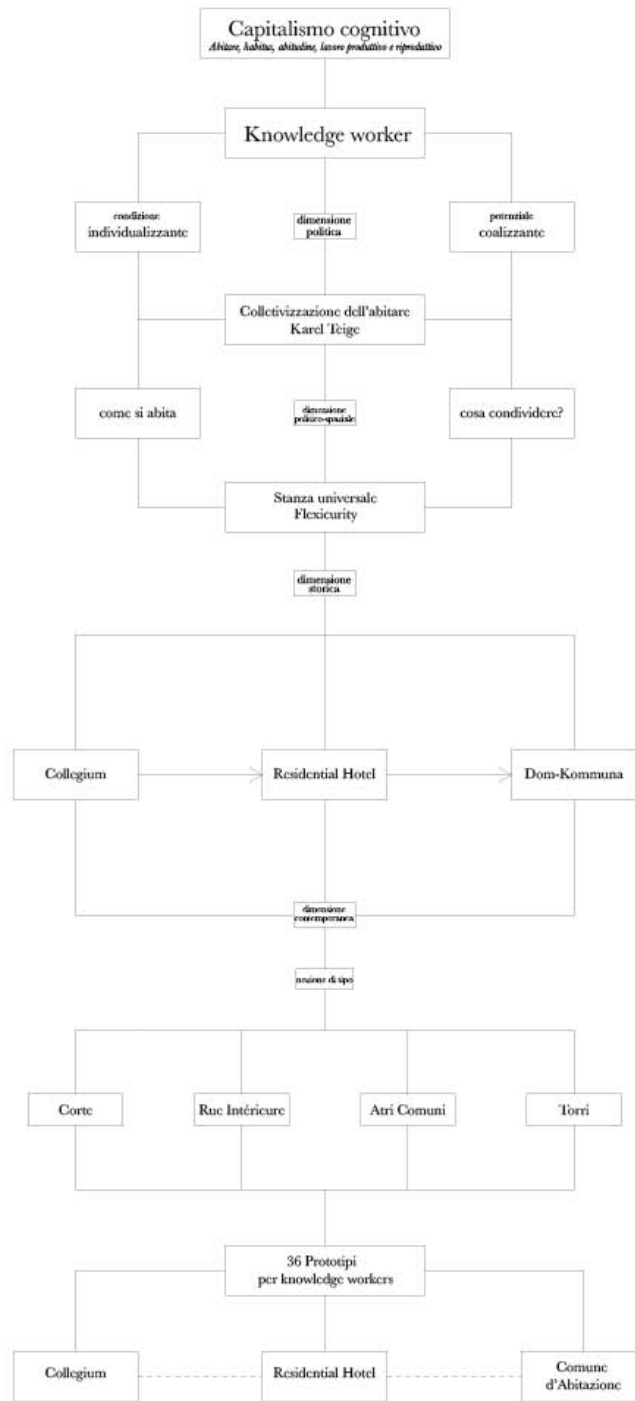 Capitalismo cognitivo
Abitare, habitus, abitudine, lavoro produttivo e riproduttivo
Knowledge worker
condizione
individualizzante
dimensione
politica
potenziale
coalizzante
Colletivizzazione dell'abitare
Karel Teige
come si abita
dimensione
politico-spaziale
cosa condividere?
Stanza universale
Flexicurity
dimensione
storica
Collegium
Residential Hotel
Dom-Kommuna
dimensione
contemporanea
nozione di tipo
Corte
Rue Intérieure
Atri Comuni
Torri
36 Prototipi
per knowledge workers
Collegium
Residential Hotel
Comune
d'Abitazione